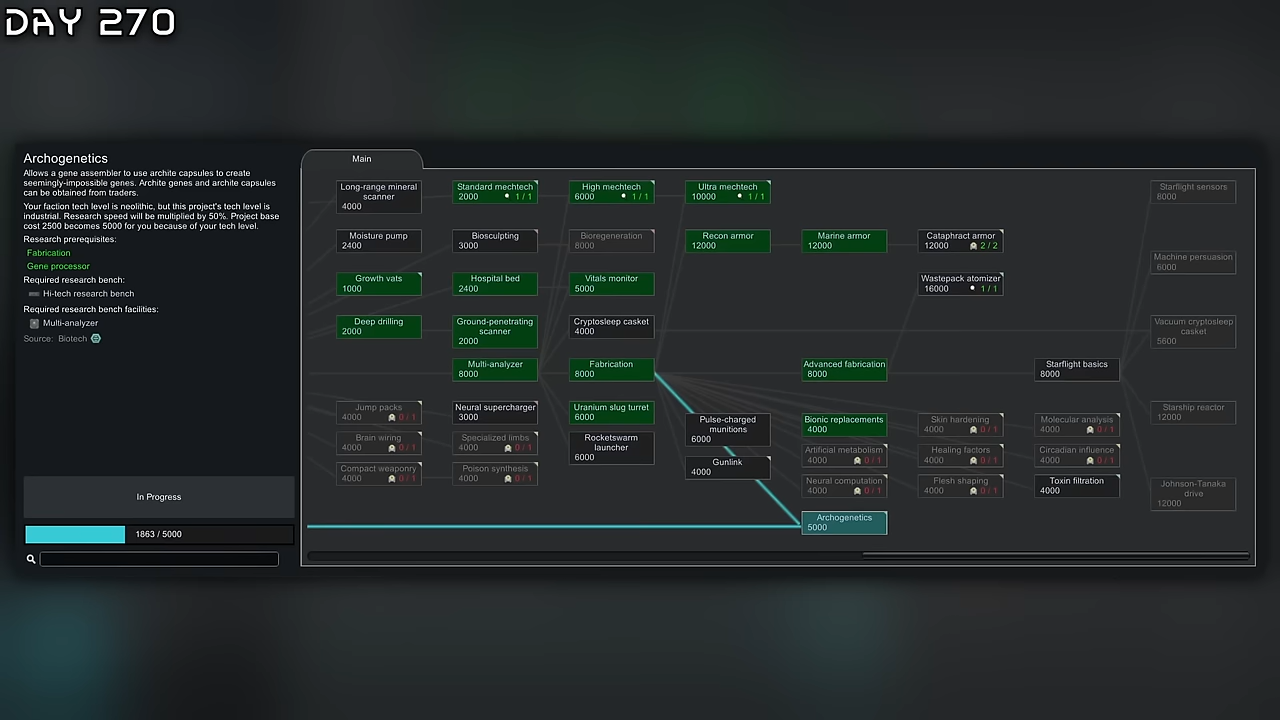 DAY 270
Archogenetics
Allows a gene assembler to use archite capsules to create
seemingly-impossible genes. Archite genes and archite capsules
can be obtained from traders.
Your faction tech level is neolithic, but this project's tech level is
industrial. Research speed will be multiplied by 50%. Project base
cost 2500 becomes 5000 for you because of your tech level.
Research prerequisites:
Fabrication
Gene processor
Required research bench:
Hi-tech research bench
Required research bench facilities:
Multi-analyzer
Source: Biotech
In Progress
1863 / 5000
Main
Long-range mineral
scanner
4000
Standard mechtech
2000 1 / 1
High mechtech
6000 1 / 1
Ultra mechtech
10000 1 / 1
Starflight sensors
8000
Moisture pump
2400
Biosculpting
3000
Bioregeneration
8000
Recon armor
12000
Marine armor
12000
Cataphract armor
12000 2 / 2
Machine persuasion
6000
Growth vats
1000
Hospital bed
2400
Vitals monitor
5000
Wastepack atomizer
16000 1 / 1
Deep drilling
2000
Ground-penetrating
scanner
2000
Cryptosleep casket
4000
Vacuum cryptosleep
casket
5600
Multi-analyzer
8000
Fabrication
8000
Advanced fabrication
8000
Starflight basics
8000
Jump packs
4000 0 / 1
Neural supercharger
3000
Uranium slug turret
6000
Pulse-charged
munitions
6000
Bionic replacements
4000
Skin hardening
4000 0 / 1
Molecular analysis
4000 0 / 1
Starship reactor
12000
Brain wiring
4000 0 / 1
Specialized limbs
4000 0 / 1
Rocketswarm
launcher
6000
Gunlink
4000
Artificial metabolism
4000 0 / 1
Healing factors
4000 0 / 1
Circadian influence
4000 0 / 1
Compact weaponry
4000 0 / 1
Poison synthesis
4000 0 / 1
Neural computation
4000 0 / 1
Flesh shaping
4000 0 / 1
Toxin filtration
4000
Johnson-Tanaka
drive
12000
Archogenetics
5000